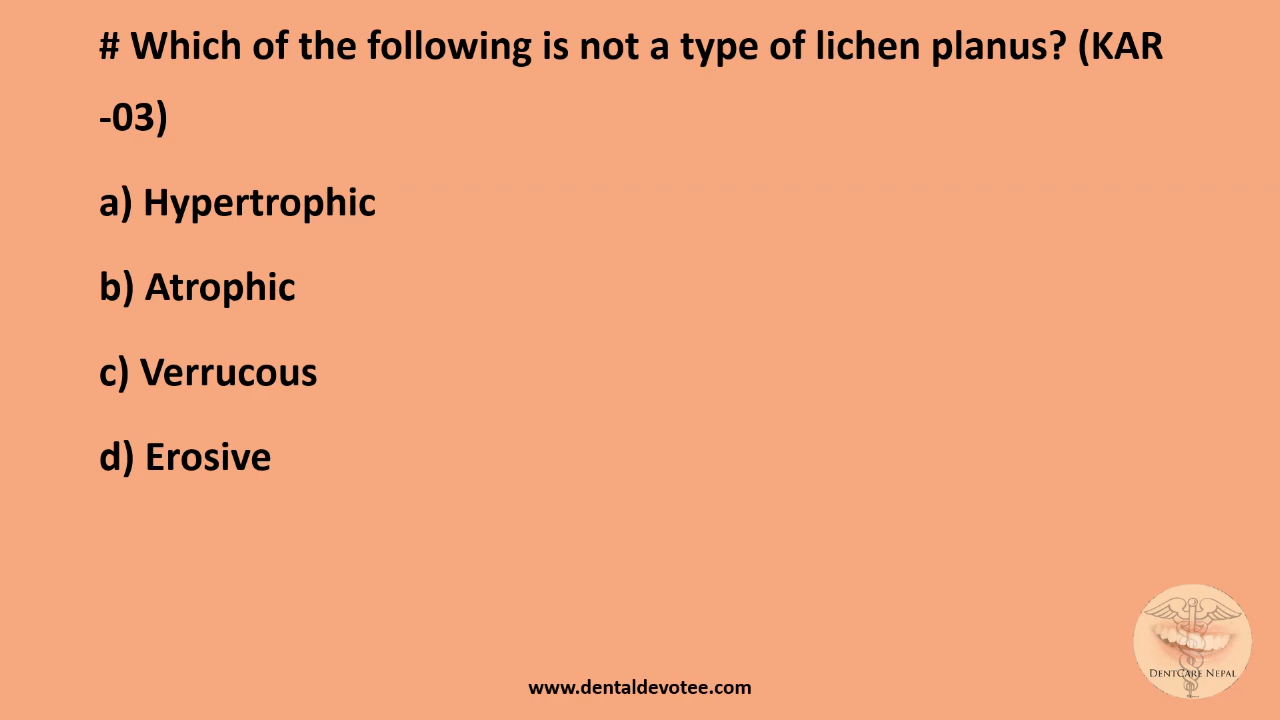 # Which of the following is not a type of lichen planus? (KAR
-03)
a) Hypertrophic
b) Atrophic
c) Verrucous
d) Erosive
DENTCARE NEPAL
www.dentaldevotee.com